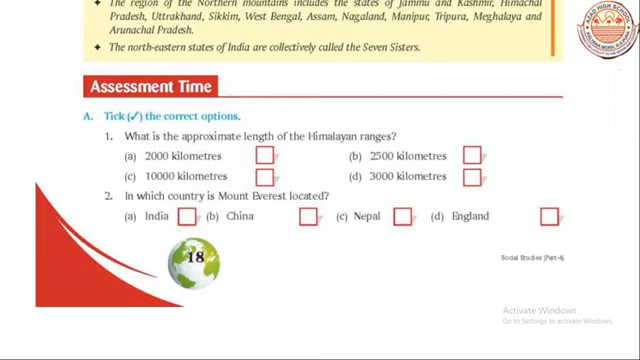 The region of the Northern mountains includes the states of Jammu and Kashmir, Himachal
Pradesh, Uttrakhand, Sikkim, West Bengal, Assam, Nagaland, Manipur, Tripura, Meghalaya and
Arunachal Pradesh.
The north-eastern states of India are collectively called the Seven Sisters.
Assessment Time
A. Tick (✓) the correct options.
1. What is the approximate length of the Himalayan ranges?
(a) 2000 kilometres (b) 2500 kilometres
(c) 10000 kilometres (d) 3000 kilometres
2. In which country is Mount Everest located?
(a) India (b) China (c) Nepal (d) England
18
Social Studies (Part-4)
Activate Windows
Go to Settings to activate Windows.
AZAD HIGH SCHOOL